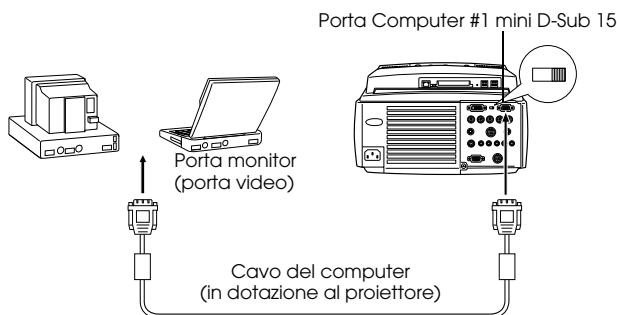 Porta Computer #1 mini D-Sub 15
Porta monitor
(porta video)
Cavo del computer
(in dotazione al proiettore)